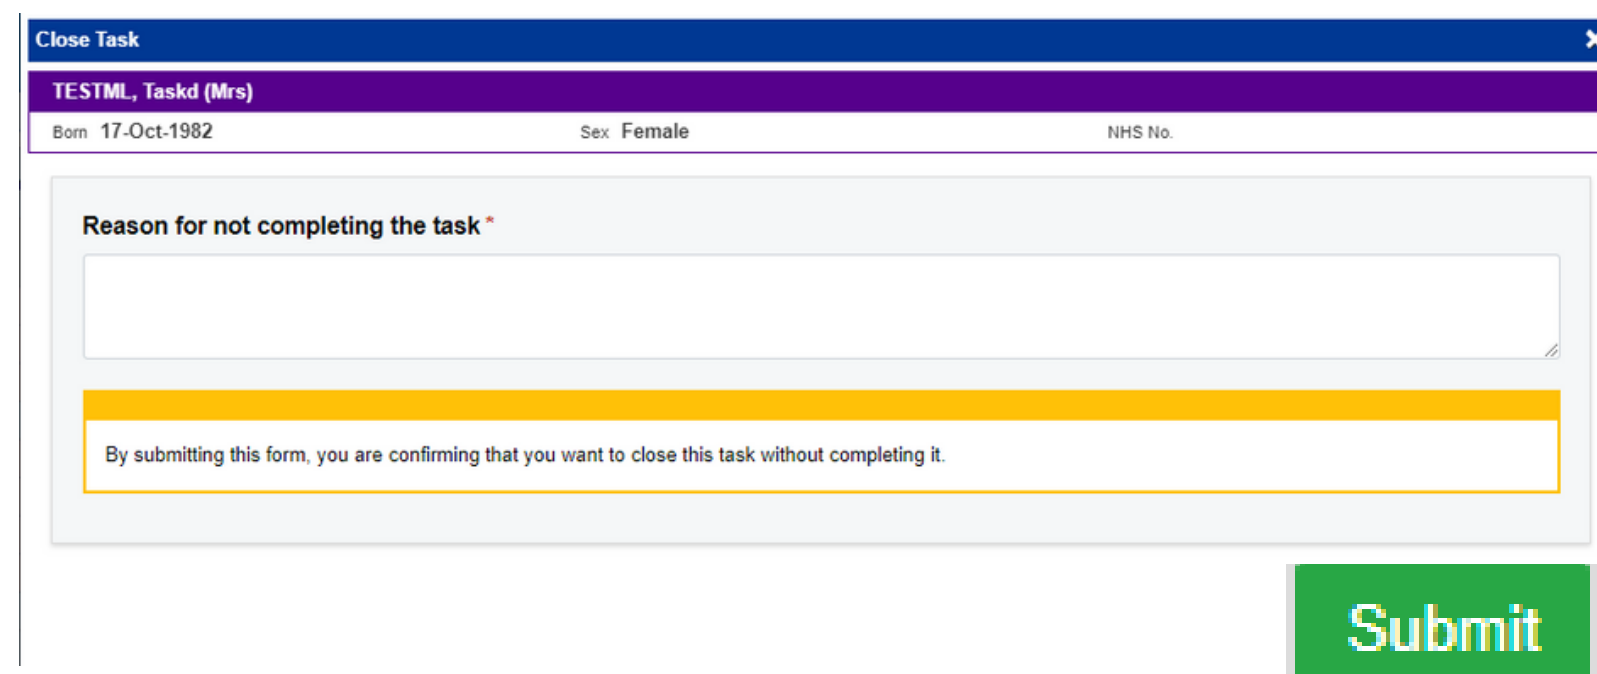 Close Task
TESTML, Taskd (Mrs)
Born 17-Oct-1982 Sex Female NHS No.
Reason for not completing the task *
By submitting this form, you are confirming that you want to close this task without completing it.
Submit